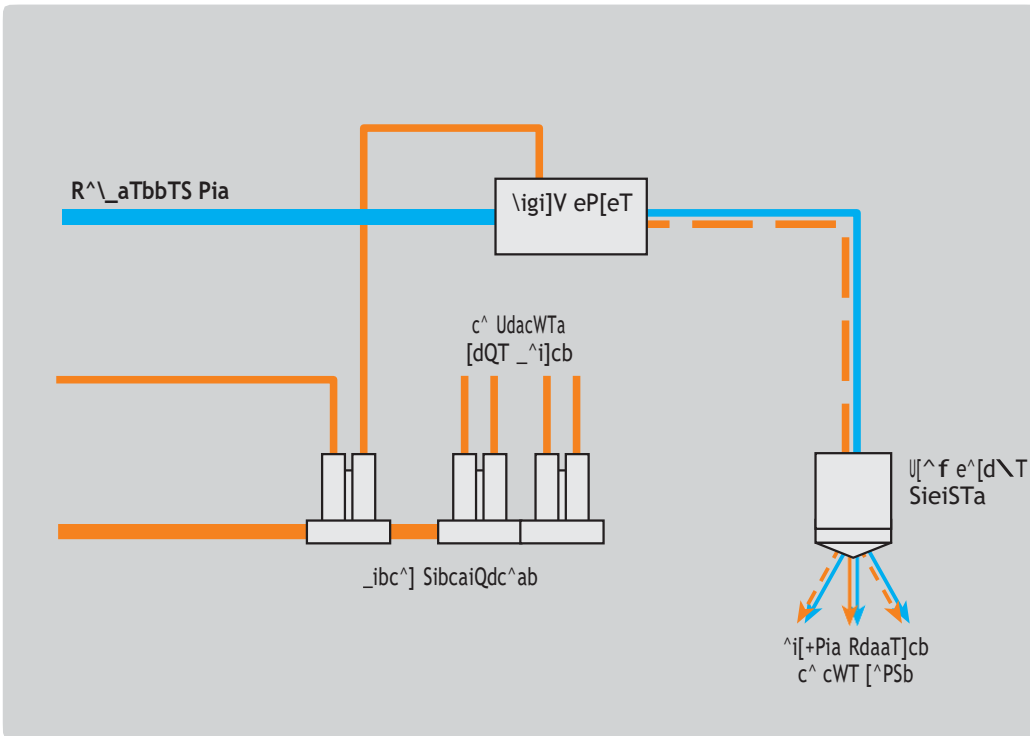 R^\_aTbbTS Pia
\igi]V eP[eT
c^ UdacWTa
[dQT _^i]cb
U[^f e^[d\T
SieiSTa
_ibc^] SibcaiQdc^ab
^i[+Pia RdaaT]cb
c^ cWT [^PSb